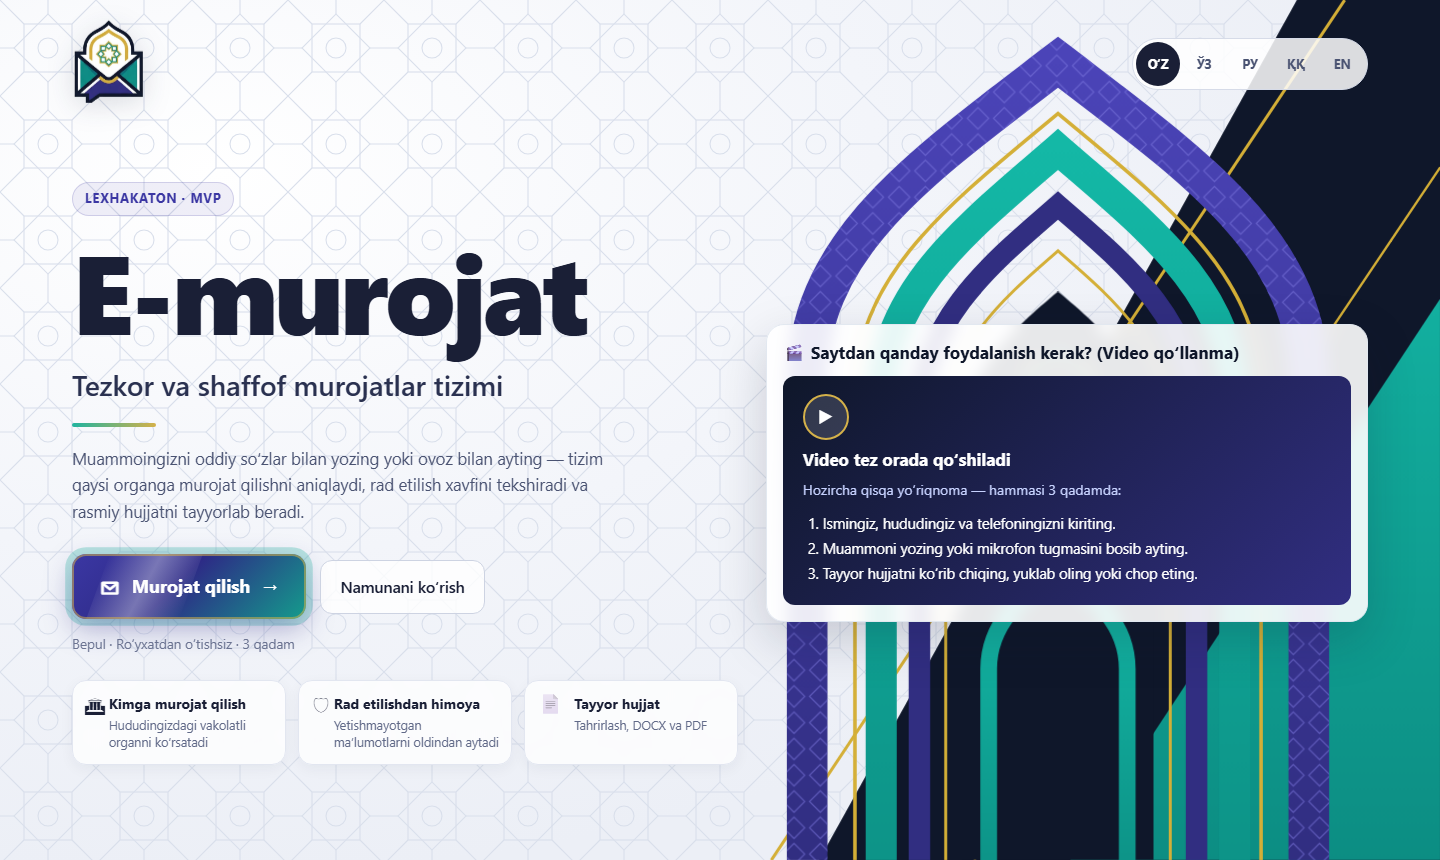 OʻZ ЎЗ РУ ҚҚ EN
LEXHAKATON · MVP
E-murojat
Tezkor va shaffof murojatlar tizimi
Muammoingizni oddiy soʻzlar bilan yozing yoki ovoz bilan ayting — tizim
qaysi organga murojat qilishni aniqlaydi, rad etilish xavfini tekshiradi va
rasmiy hujjatni tayyorlab beradi.
Murojat qilish →
Namunani koʻrish
Bepul · Roʻyxatdan oʻtishsiz · 3 qadam
Kimga murojat qilish
Hududingizdagi vakolatli
organni koʻrsatadi
Rad etilishdan himoya
Yetishmayotgan
maʼlumotlarni oldindan aytadi
Tayyor hujjat
Tahrirlash, DOCX va PDF
Saytdan qanday foydalanish kerak? (Video qoʻllanma)
Video tez orada qoʻshiladi
Hozircha qisqa yoʻriqnoma — hammasi 3 qadamda:
1. Ismingiz, hududingiz va telefoningizni kiriting.
2. Muammoni yozing yoki mikrofon tugmasini bosib ayting.
3. Tayyor hujjatni koʻrib chiqing, yuklab oling yoki chop eting.